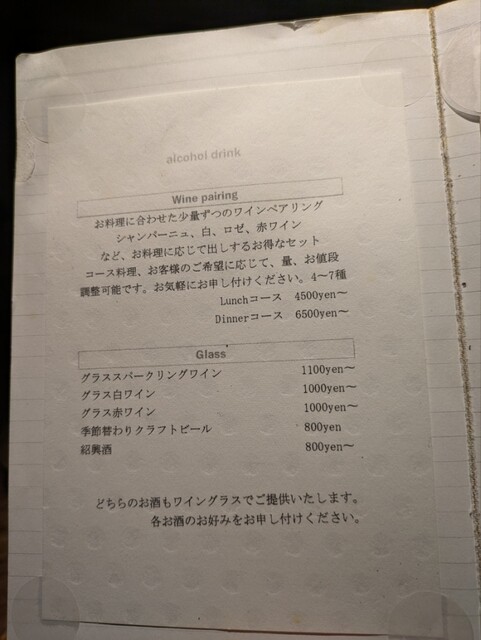 alcohol drink
Wine pairing
お料理に合わせた少量ずつのワインペアリング
シャンパーニュ、白、ロゼ、赤ワイン
など、お料理に応じて出しするお得なセット
コース料理、お客様のご希望に応じて、量、お値段
調整可能です。お気軽にお申し付けください。4～7種
Lunchコース 4500yen～
Dinnerコース 6500yen～
Glass
グラススパークリングワイン 1100yen～
グラス白ワイン 1000yen～
グラス赤ワイン 1000yen～
季節替わりクラフトビール 800yen
紹興酒 800yen～
どちらのお酒もワイングラスでご提供いたします。
各お酒のお好みをお申し付けください。